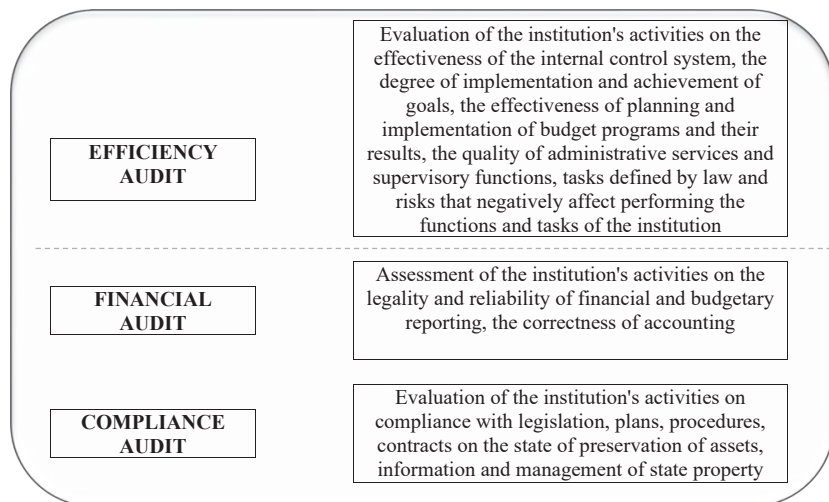 EFFICIENCY
AUDIT
Evaluation of the institution's activities on the
effectiveness of the internal control system, the
degree of implementation and achievement of
goals, the effectiveness of planning and
implementation of budget programs and their
results, the quality of administrative services and
supervisory functions, tasks defined by law and
risks that negatively affect performing the
functions and tasks of the institution
FINANCIAL
AUDIT
Assessment of the institution's activities on the
legality and reliability of financial and budgetary
reporting, the correctness of accounting
COMPLIANCE
AUDIT
Evaluation of the institution's activities on
compliance with legislation, plans, procedures,
contracts on the state of preservation of assets,
information and management of state property